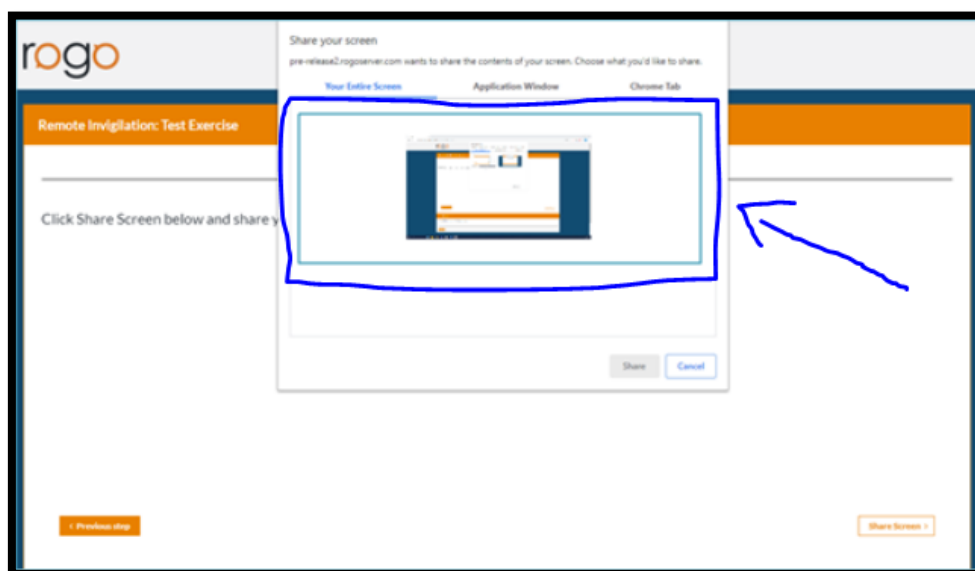 rogo
Share your screen
pre-release2.rogoserver.com wants to share the contents of your screen. Choose what you'd like to share.
Your Entire Screen Application Window Chrome Tab
Remote Invigilation: Test Exercise
Click Share Screen below and share y
Share Cancel
< Previous step
Share Screen >